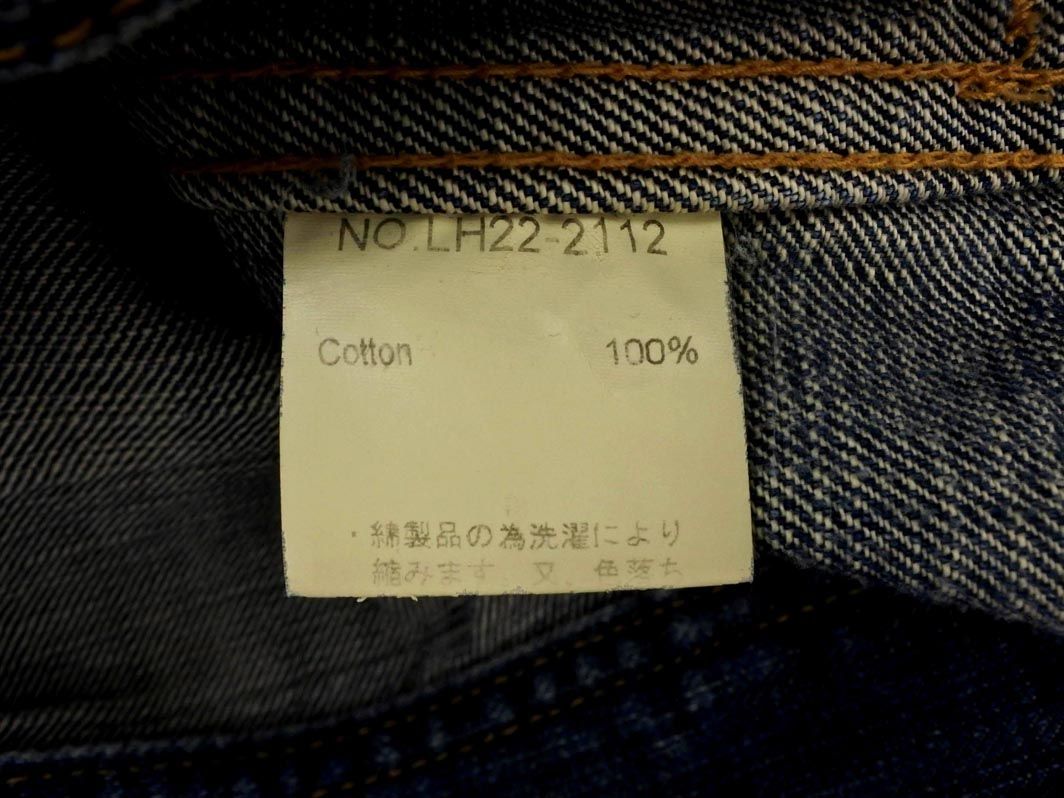 NO.LH22-2112
Cotton 100%
・綿製品の為洗濯により
縮みます、又、色落ち